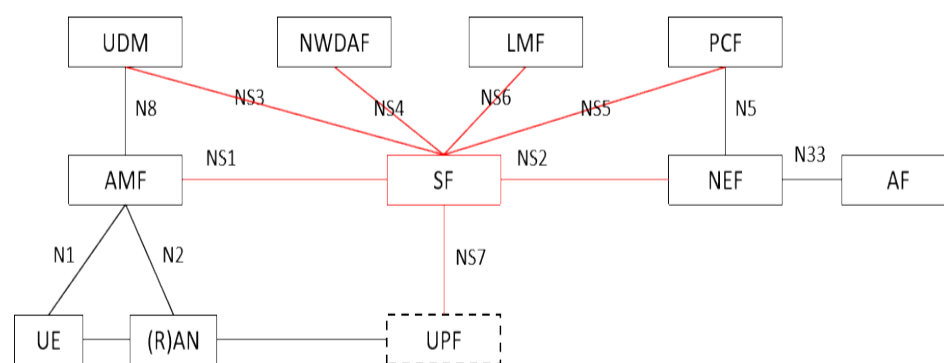 UDM
NWDAF
LMF
PCF
NS3
NS4
NS6
NS5
N8
N5
NS1
NS2
N33
AMF
SF
NEF
AF
N1
N2
NS7
UE
(R)AN
UPF